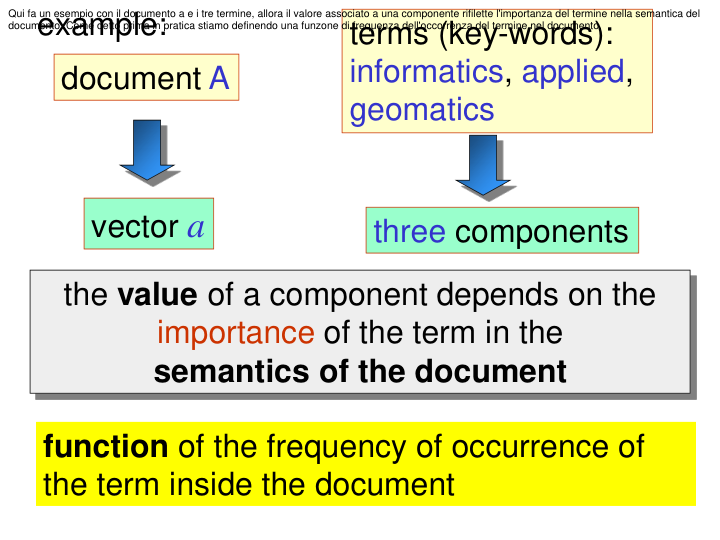 Qui fa un esempio con il documento a e i tre termine, allora il valore associato a una componente rifilette l'importanza del termine nella semantica del
documento. Come detto prima in pratica stiamo definendo una funzone di frequenza dell'occorrenza del termine nel documento.
example:
terms (key-words):
informatics, applied,
geomatics
document A
vector a
three components
the value of a component depends on the
importance of the term in the
semantics of the document
function of the frequency of occurrence of
the term inside the document